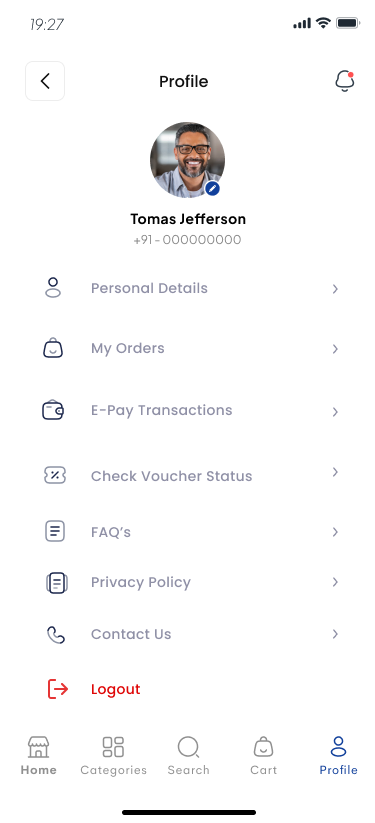 19:27
Profile
Tomas Jefferson
+91 - 000000000
Personal Details
My Orders
E-Pay Transactions
Check Voucher Status
FAQ's
Privacy Policy
Contact Us
Logout
Home Categories Search Cart Profile